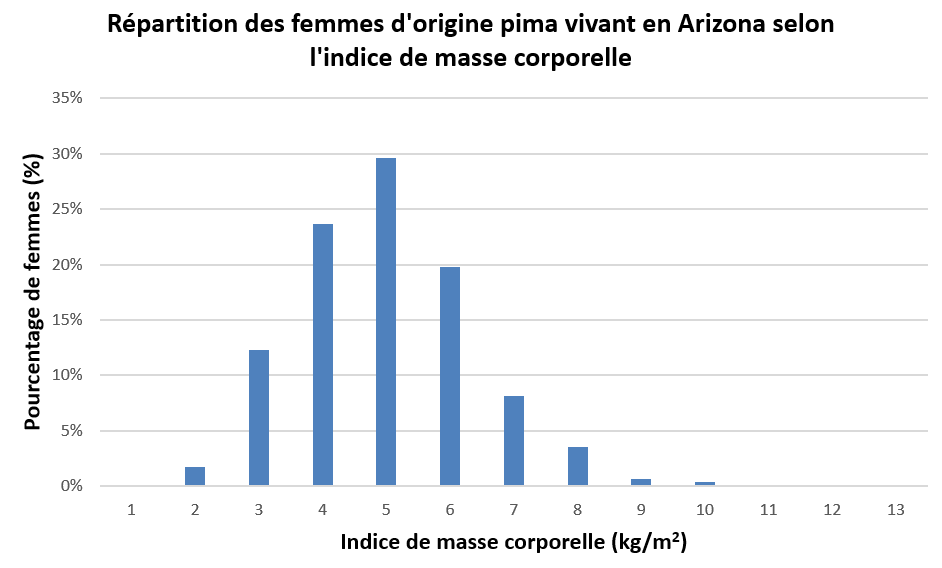 Répartition des femmes d'origine pima vivant en Arizona selon
l'indice de masse corporelle
Pourcentage de femmes (%)
35%
30%
25%
20%
15%
10%
5%
0%
1 2 3 4 5 6 7 8 9 10 11 12 13
Indice de masse corporelle (kg/m²)